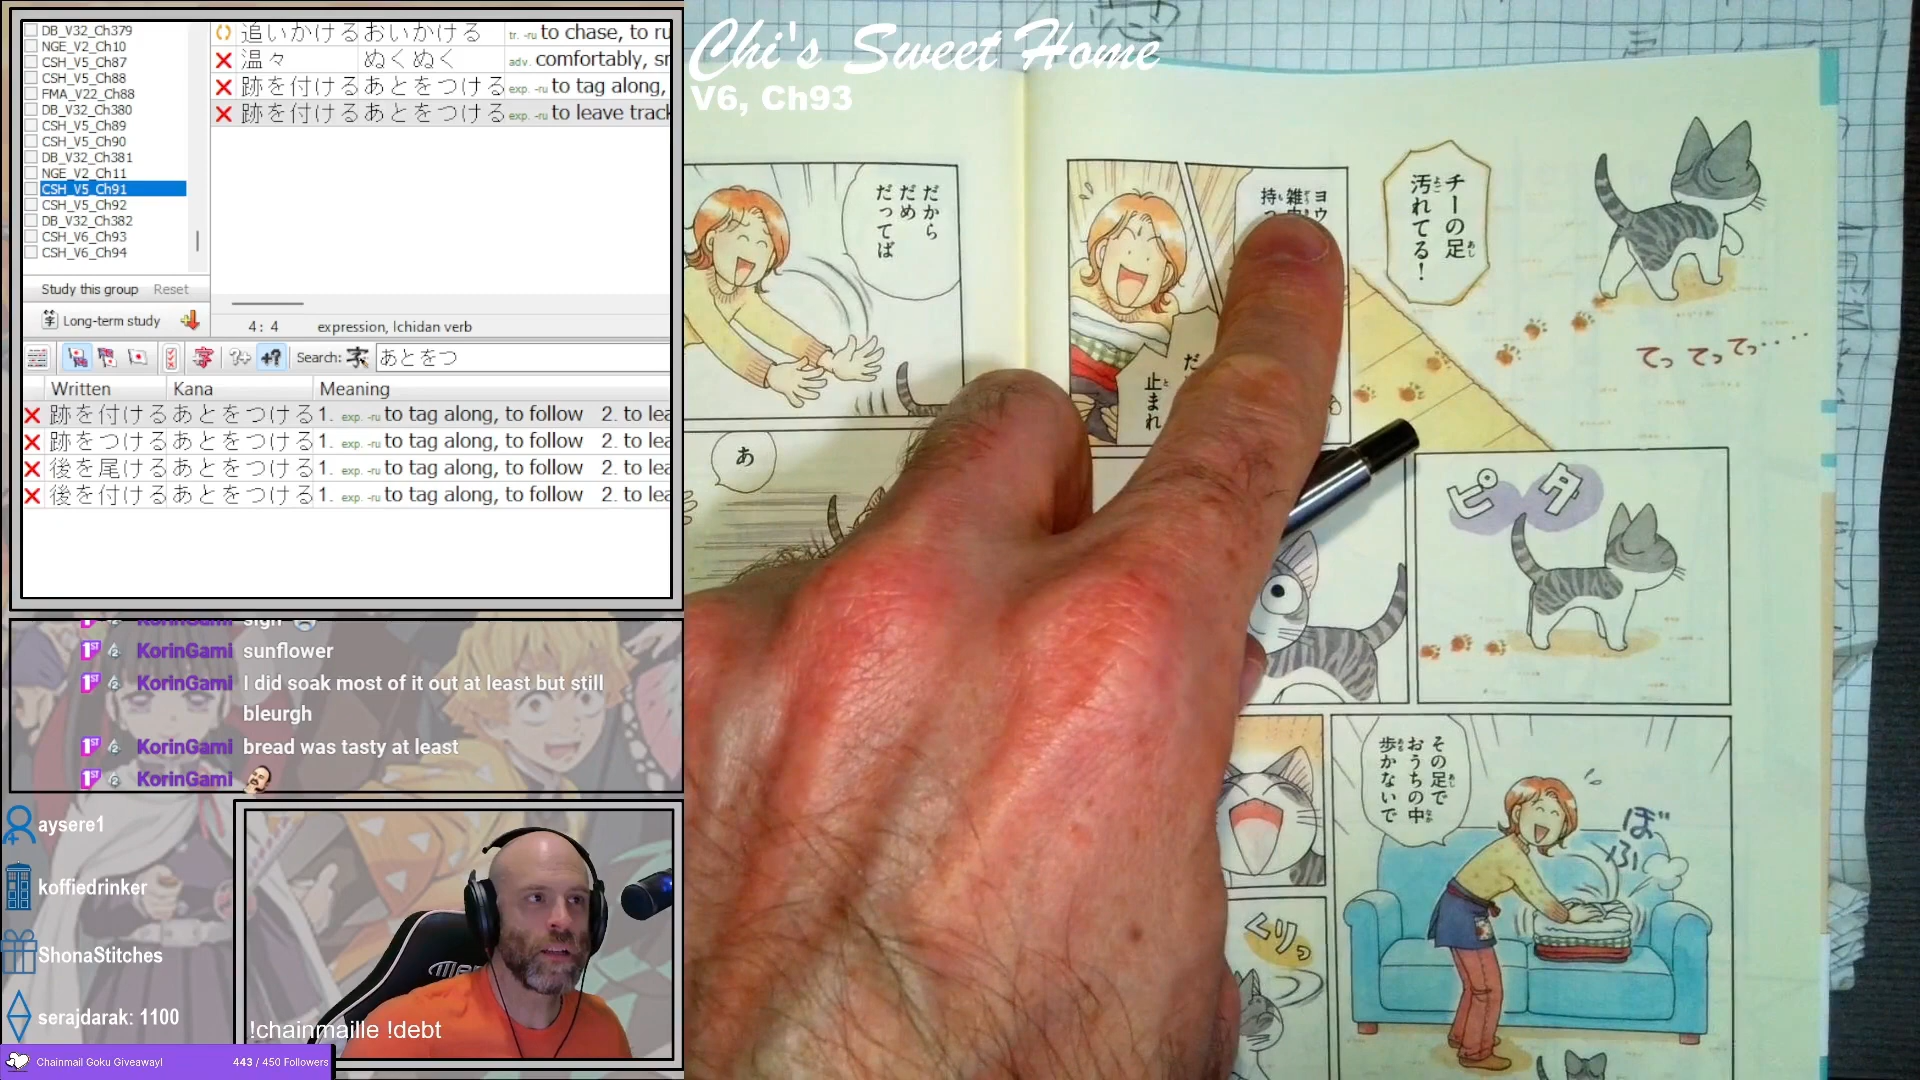 DB_V32_Ch379
NGE_V2_Ch10
CSH_V5_Ch87
CSH_V5_Ch88
FMA_V22_Ch88
DB_V32_Ch380
CSH_V5_Ch89
CSH_V5_Ch90
DB_V32_Ch381
NGE_V2_Ch11
CSH_V5_Ch91
CSH_V5_Ch92
DB_V32_Ch382
CSH_V6_Ch93
CSH_V6_Ch94
Study this group Reset
Long-term study
追いかける おいかける tr. -ru to chase, to ru
温々 ぬくぬく adv. comfortably, sn
跡を付ける あとをつける exp. -ru to tag along,
跡を付ける あとをつける exp. -ru to leave track
4: 4 expression, Ichidan verb
Search: あとをつ
Written Kana Meaning
跡を付ける あとをつける 1. exp. -ru to tag along, to follow 2. to lea
跡をつける あとをつける 1. exp. -ru to tag along, to follow 2. to lea
後を尾ける あとをつける 1. exp. -ru to tag along, to follow 2. to lea
後を付ける あとをつける 1. exp. -ru to tag along, to follow 2. to lea
KorinGami sigh
KorinGami sunflower
KorinGami I did soak most of it out at least but still
bleurgh
KorinGami bread was tasty at least
KorinGami
aysere1
koffiedrinker
ShonaStitches
serajdarak: 1100
Chainmail Goku Giveaway!
443 / 450 Followers
!chainmaille !debt
Chi's Sweet Home
V6, Ch93
チーの足
汚れてる！
てってってっ‥‥
ヨウ
雑
持っ
だ
止まれ
だから
だめ
だってば
あ
ピタ
その足で
おうちの中
歩かないで
ぼふっ
くりっ